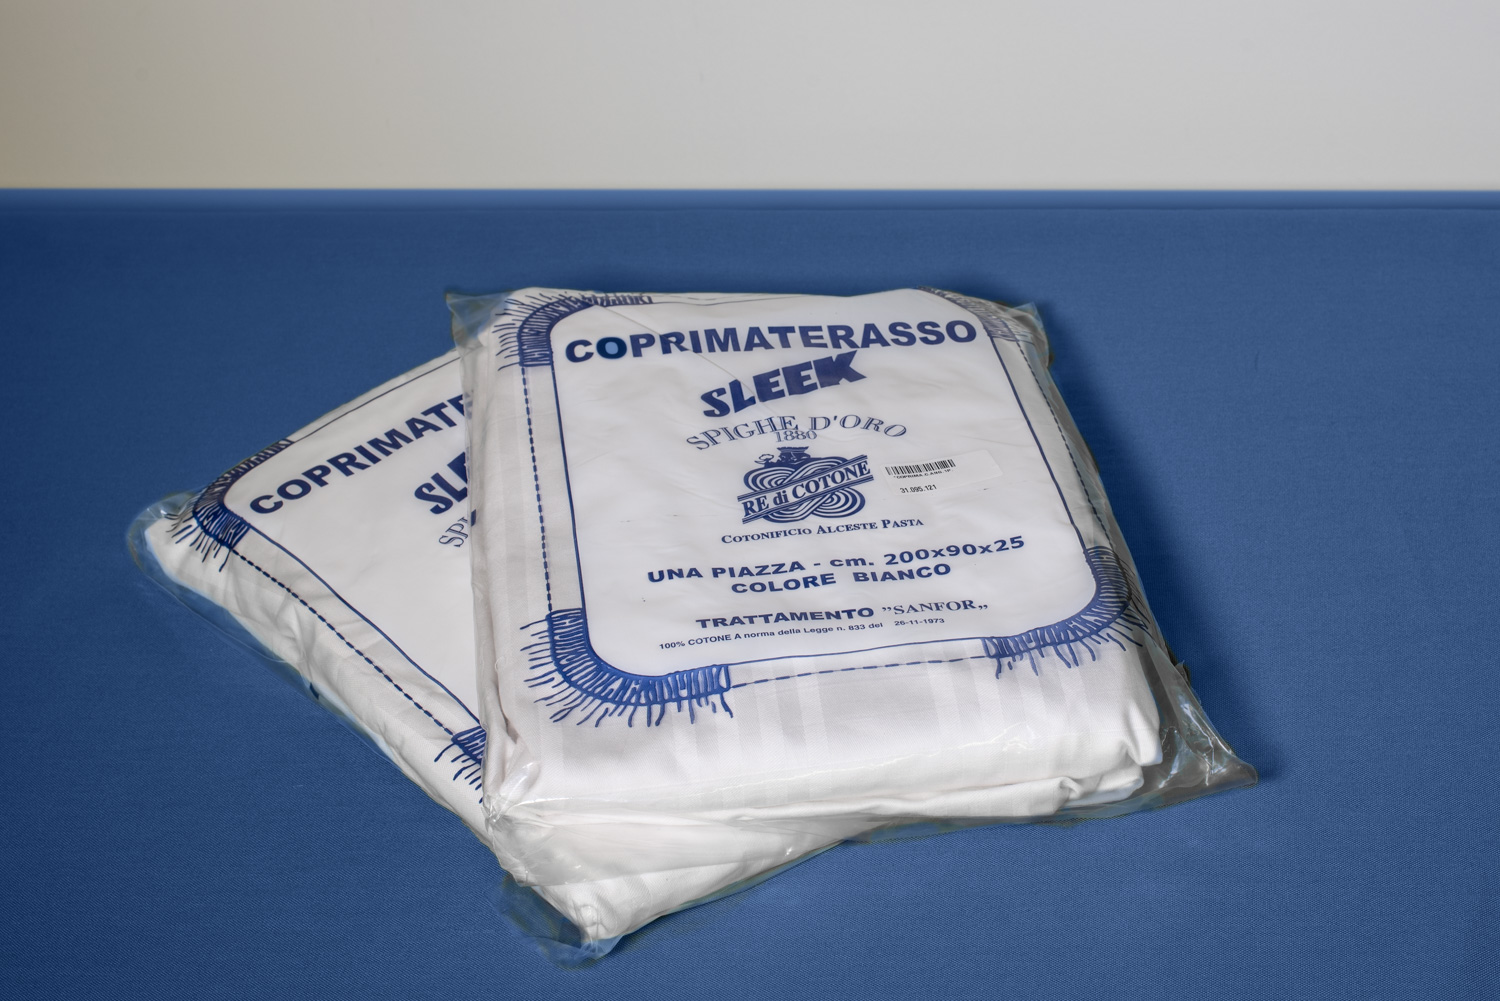 COPRIMATERASSO
SLEEK
SPIGHE D'ORO
1880
RE di COTONE
COTONIFICIO ALCESTE PASTA
31.095.121
UNA PIAZZA - cm. 200x90x25
COLORE BIANCO
TRATTAMENTO "SANFOR„
100% COTONE A norma della Legge n. 833 del 26-11-1973
COPRIMATE
SLE
SPI